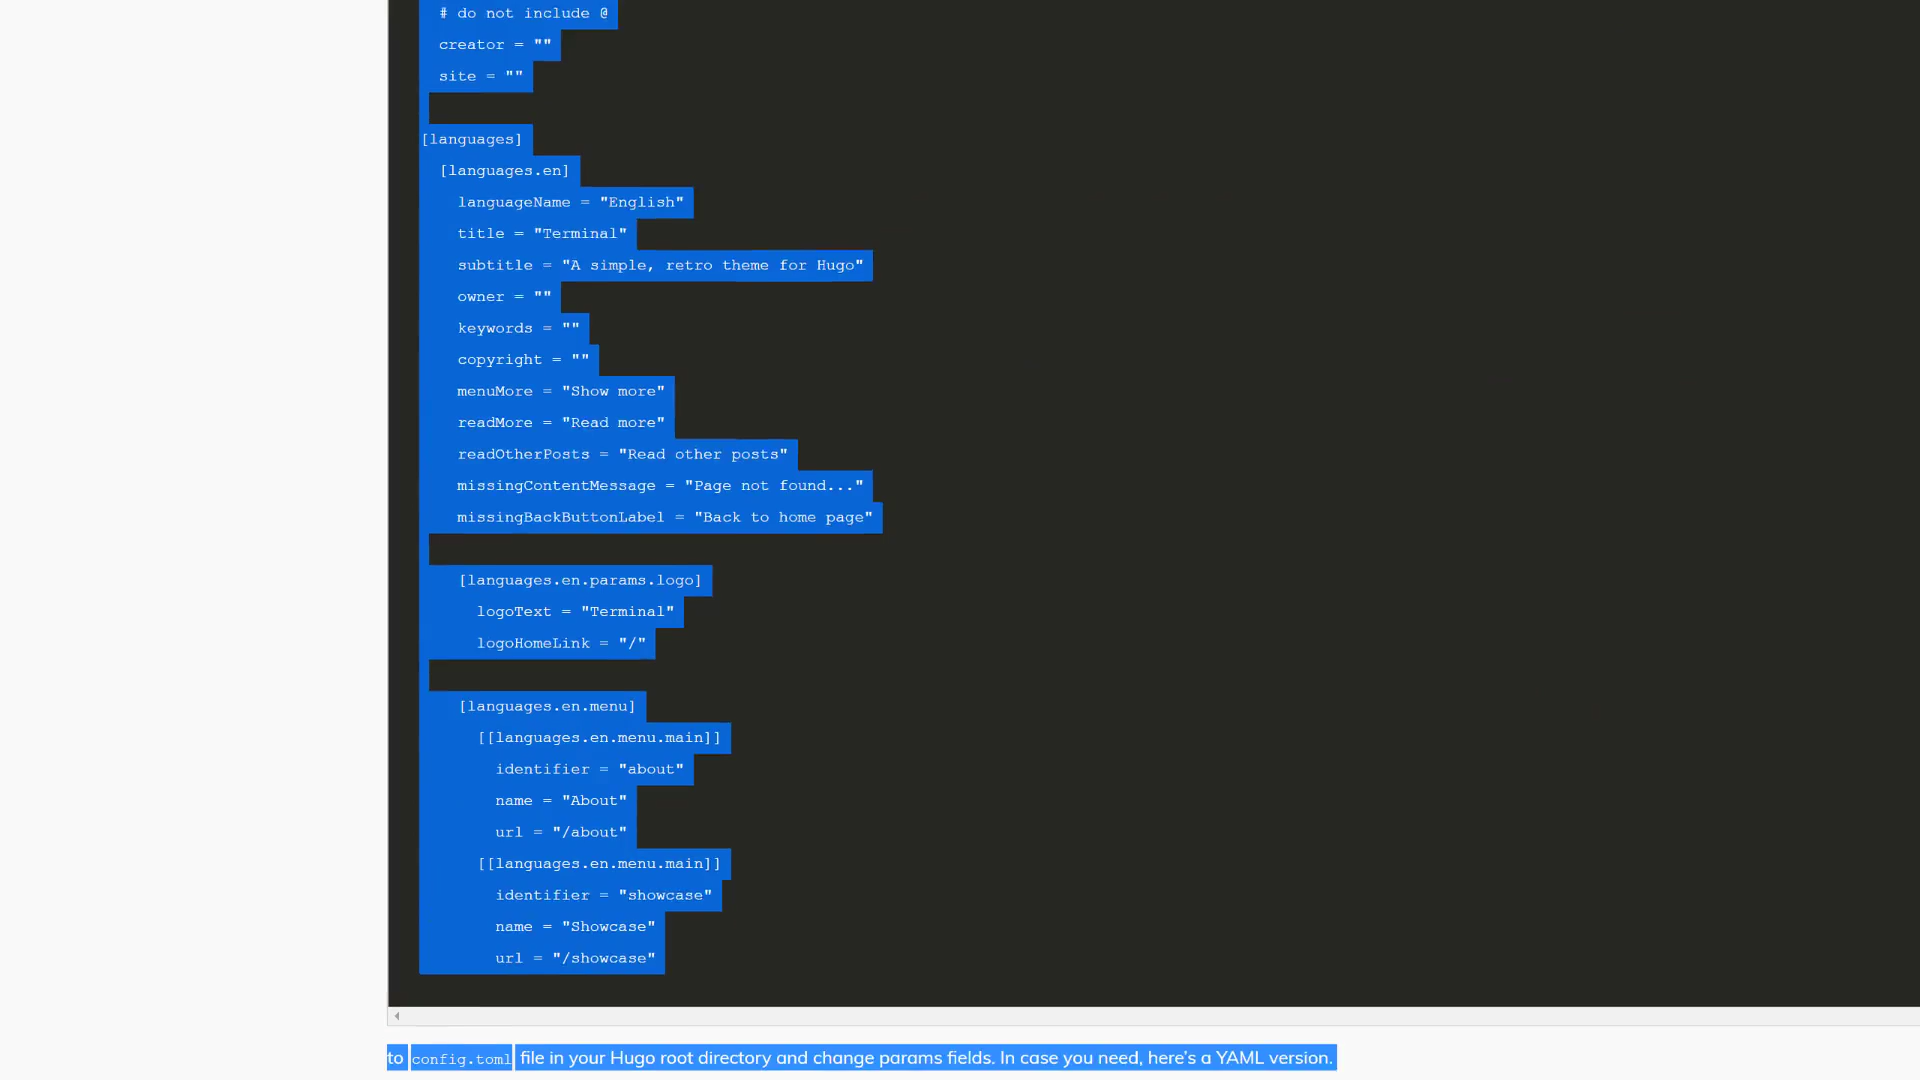 # do not include @
creator = ""
site = ""
[languages]
[languages.en]
languageName = "English"
title = "Terminal"
subtitle = "A simple, retro theme for Hugo"
owner = ""
keywords = ""
copyright = ""
menuMore = "Show more"
readMore = "Read more"
readOtherPosts = "Read other posts"
missingContentMessage = "Page not found..."
missingBackButtonLabel = "Back to home page"
[languages.en.params.logo]
logoText = "Terminal"
logoHomeLink = "/"
[languages.en.menu]
[[languages.en.menu.main]]
identifier = "about"
name = "About"
url = "/about"
[[languages.en.menu.main]]
identifier = "showcase"
name = "Showcase"
url = "/showcase"
to config.toml file in your Hugo root directory and change params fields. In case you need, here’s a YAML version.